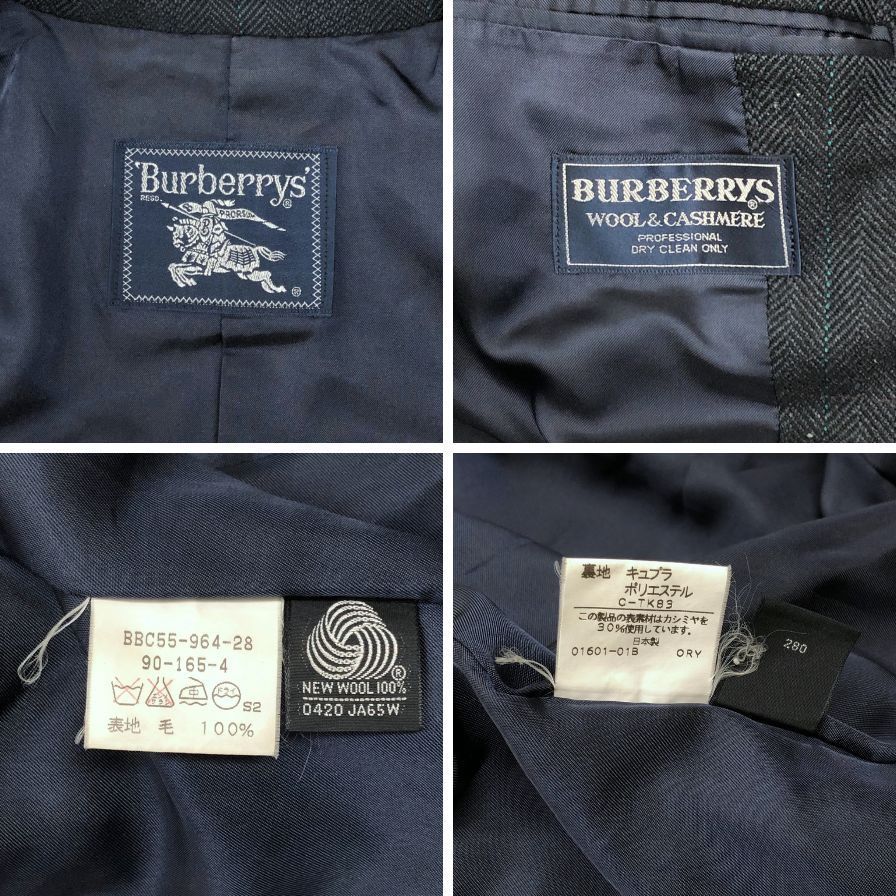 'Burberrys'
REGD.
®
PRORSUM
®
BURBERRYS
®
WOOL & CASHMERE
PROFESSIONAL
DRY CLEAN ONLY
BBC55-964-28
90-165-4
S2
表地 毛 100%
®
NEW WOOL 100%
0420 JA65W
裏地 キュプラ
ポリエステル
C-TK83
この製品の表素材はカシミヤを
30%使用しています。
日本製
01601-01B ORY
280